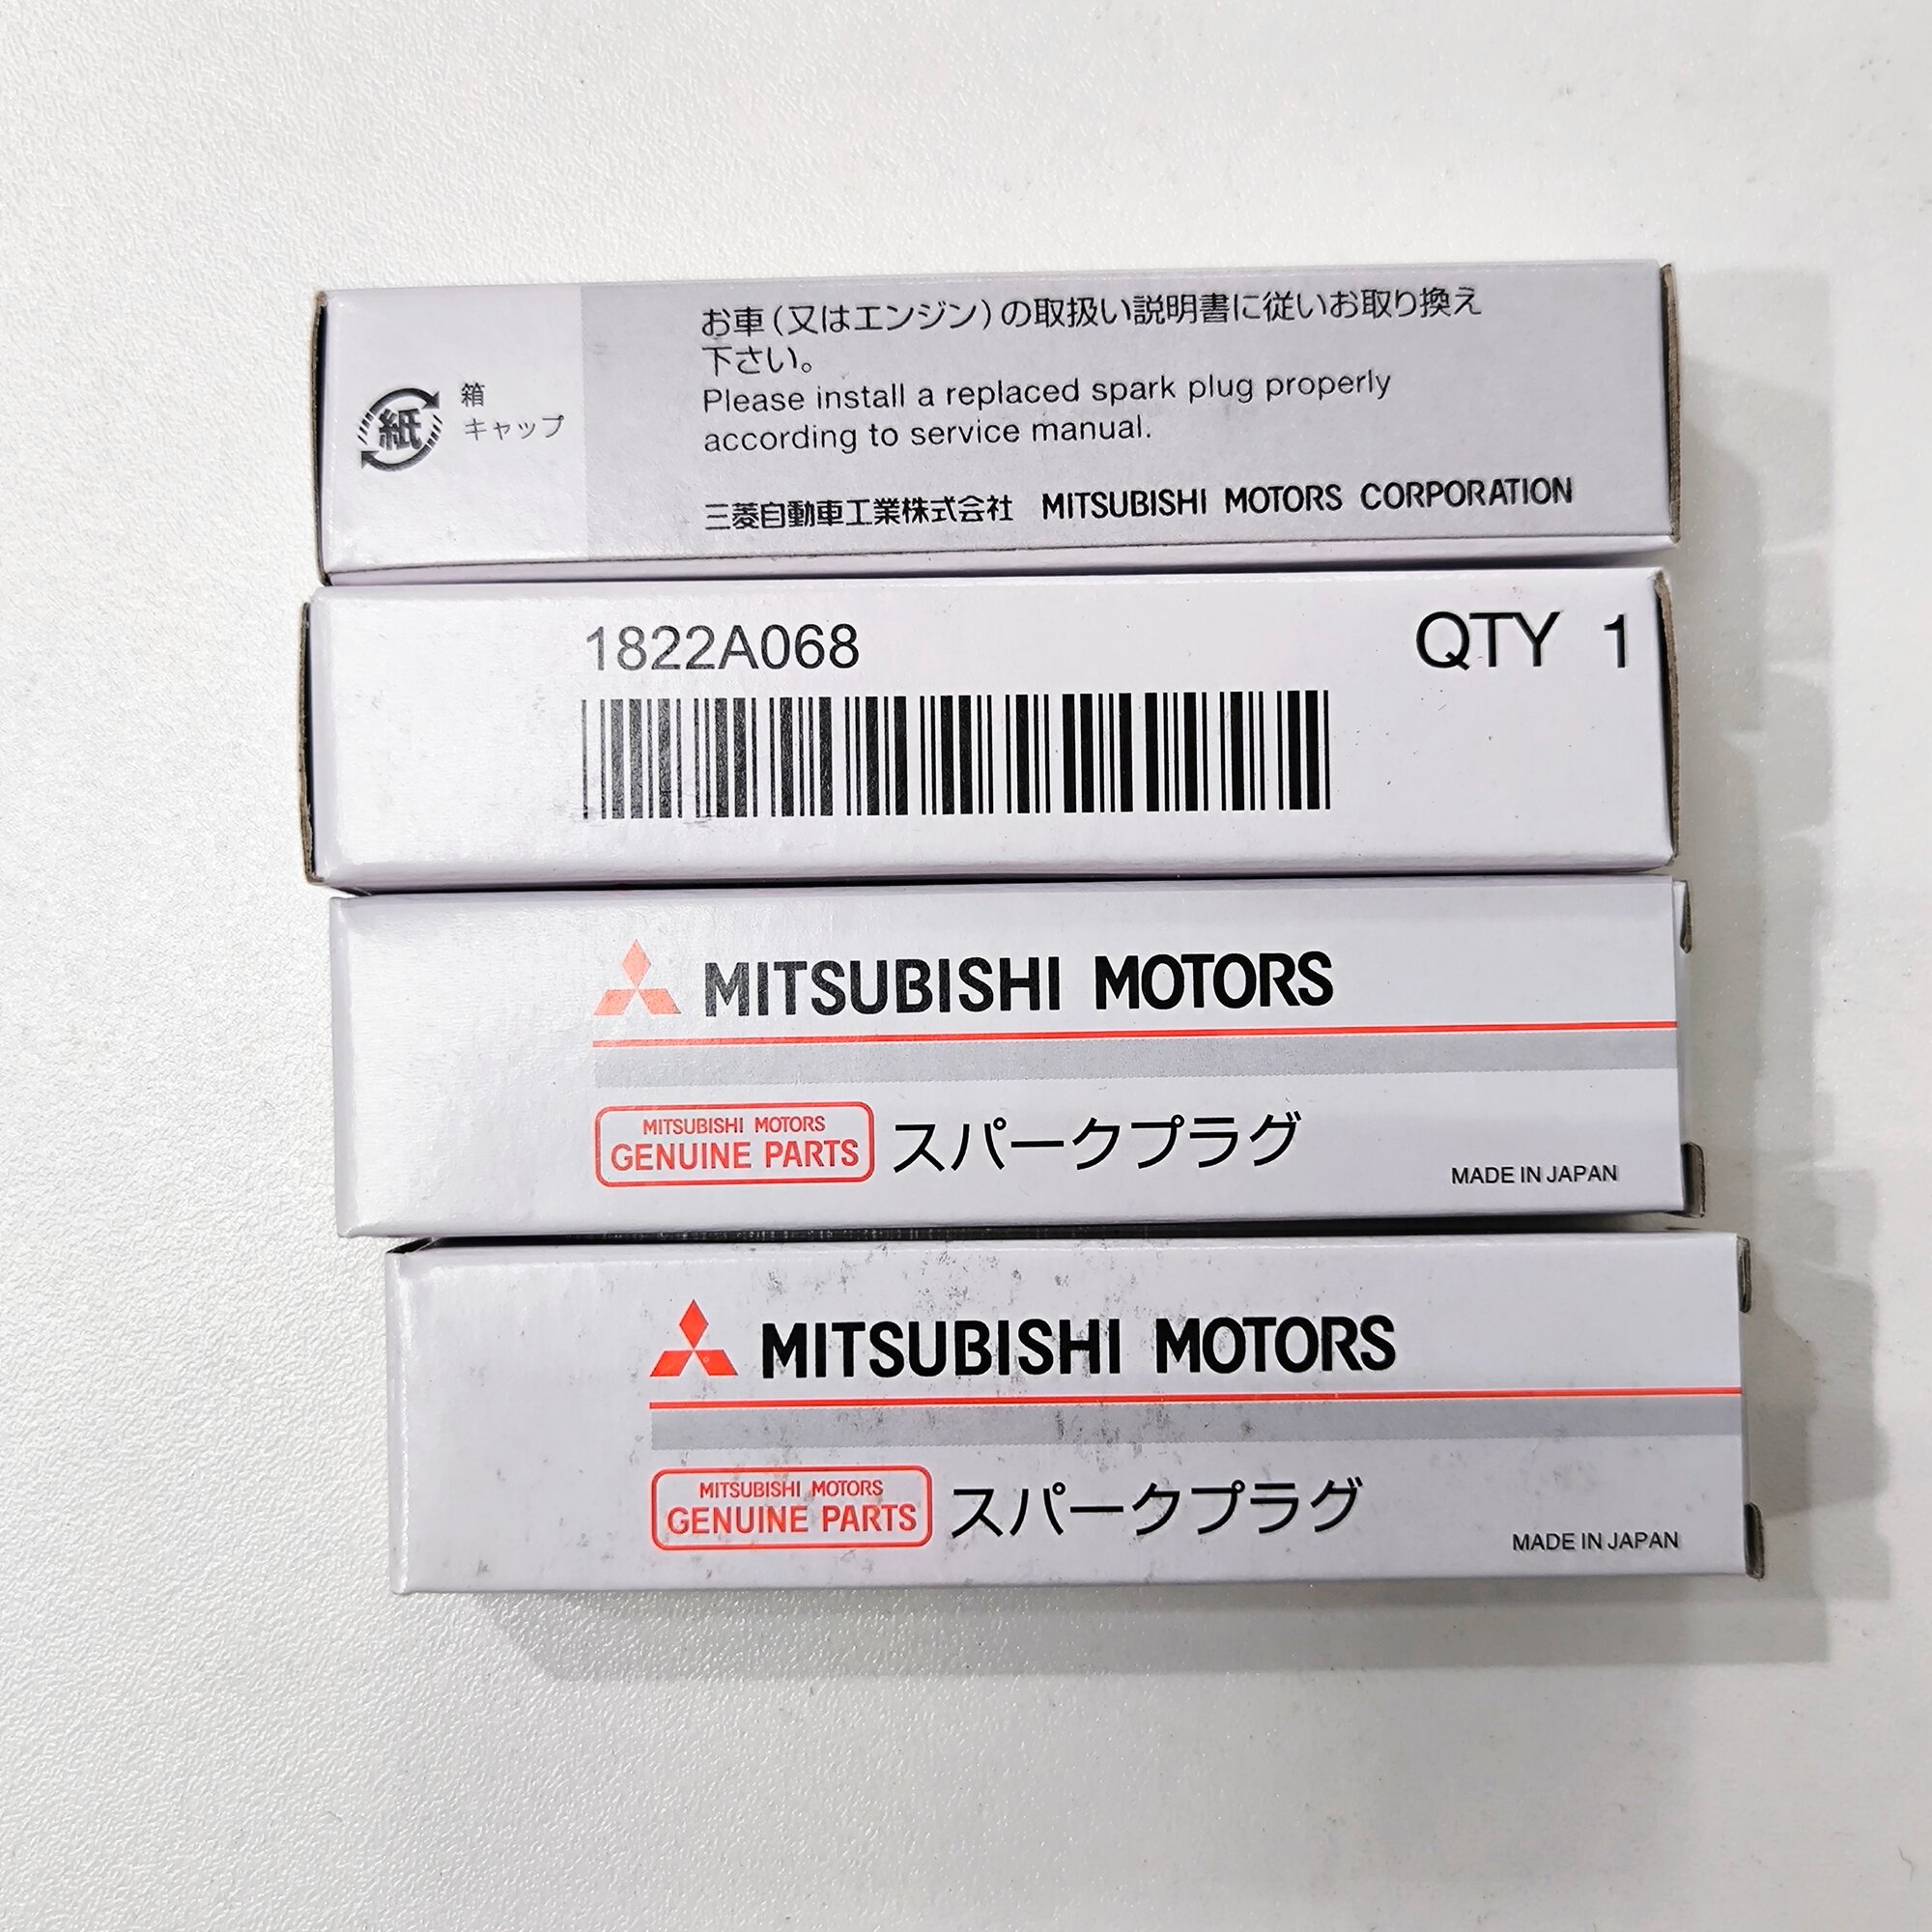 お車(又はエンジン)の取扱い説明書に従いお取り換え
下さい。
Please install a replaced spark plug properly
according to service manual.
三菱自動車工業株式会社 MITSUBISHI MOTORS CORPORATION
紙
箱
キャップ
1822A068
QTY 1
MITSUBISHI MOTORS
MITSUBISHI MOTORS
GENUINE PARTS
スパークプラグ
MADE IN JAPAN
MITSUBISHI MOTORS
MITSUBISHI MOTORS
GENUINE PARTS
スパークプラグ
MADE IN JAPAN